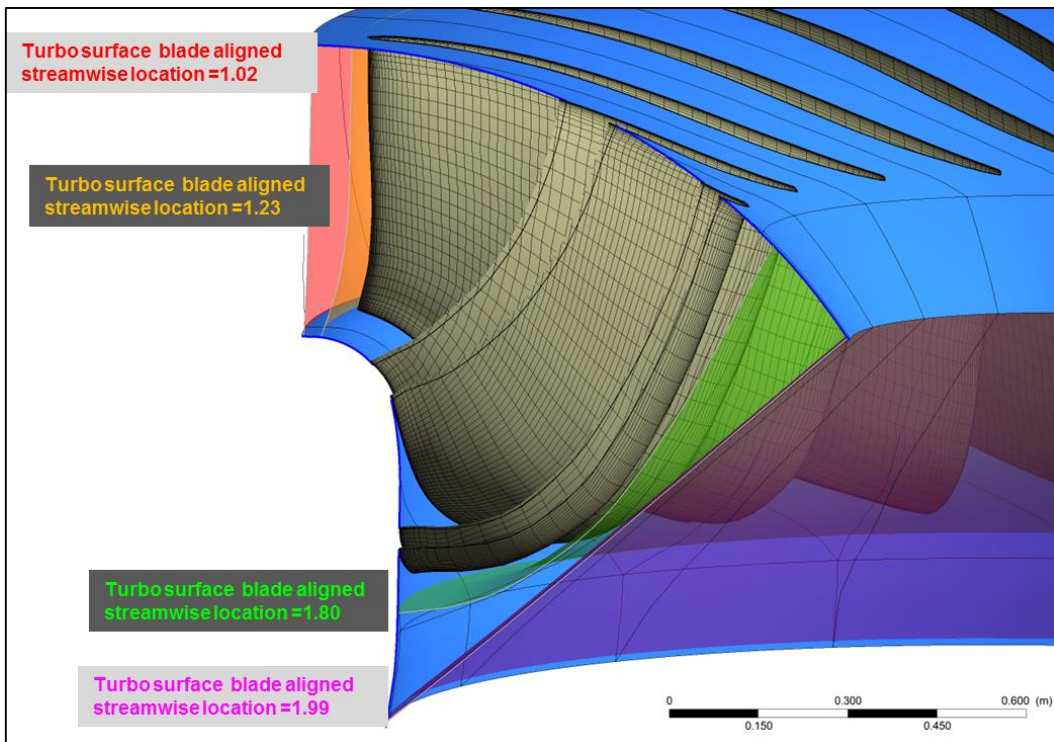 Turbo surface blade aligned
streamwise location =1.02
Turbo surface blade aligned
streamwise location =1.23
Turbo surface blade aligned
streamwise location =1.80
Turbo surface blade aligned
streamwise location =1.99
0 0.300 0.600 (m)
0.150 0.450